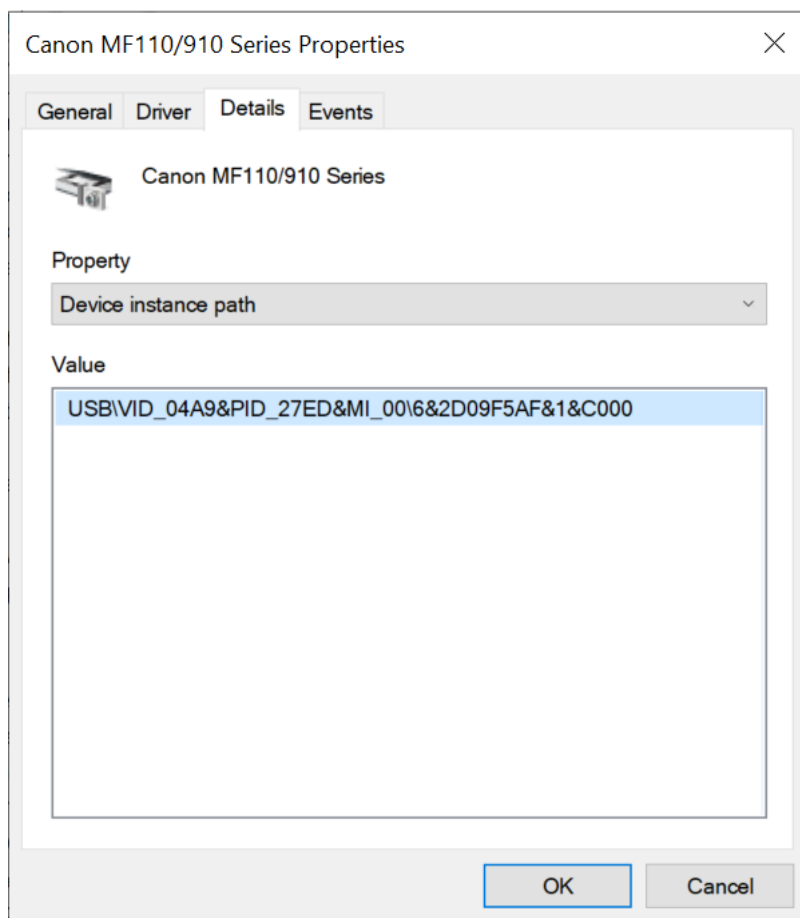 Canon MF110/910 Series Properties
General Driver Details Events
Canon MF110/910 Series
Property
Device instance path
Value
USB\VID_04A9&PID_27ED&MI_00\6&2D09F5AF&1&C000
OK Cancel